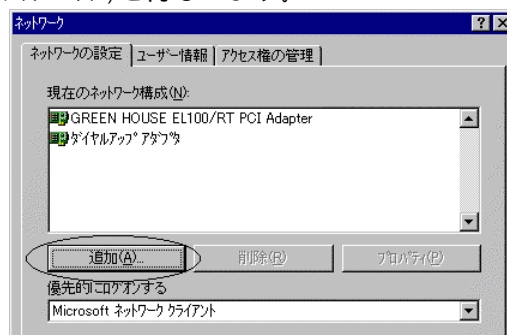 ネットワーク
ネットワークの設定 ユーザー情報 アクセス権の管理
現在のネットワーク構成(N):
GREEN HOUSE EL100/RT PCI Adapter
ダイヤルアップ アダプタ
追加(A)... 削除(R) プロパティ(P)
優先的にログオンする
Microsoft ネットワーク クライアント